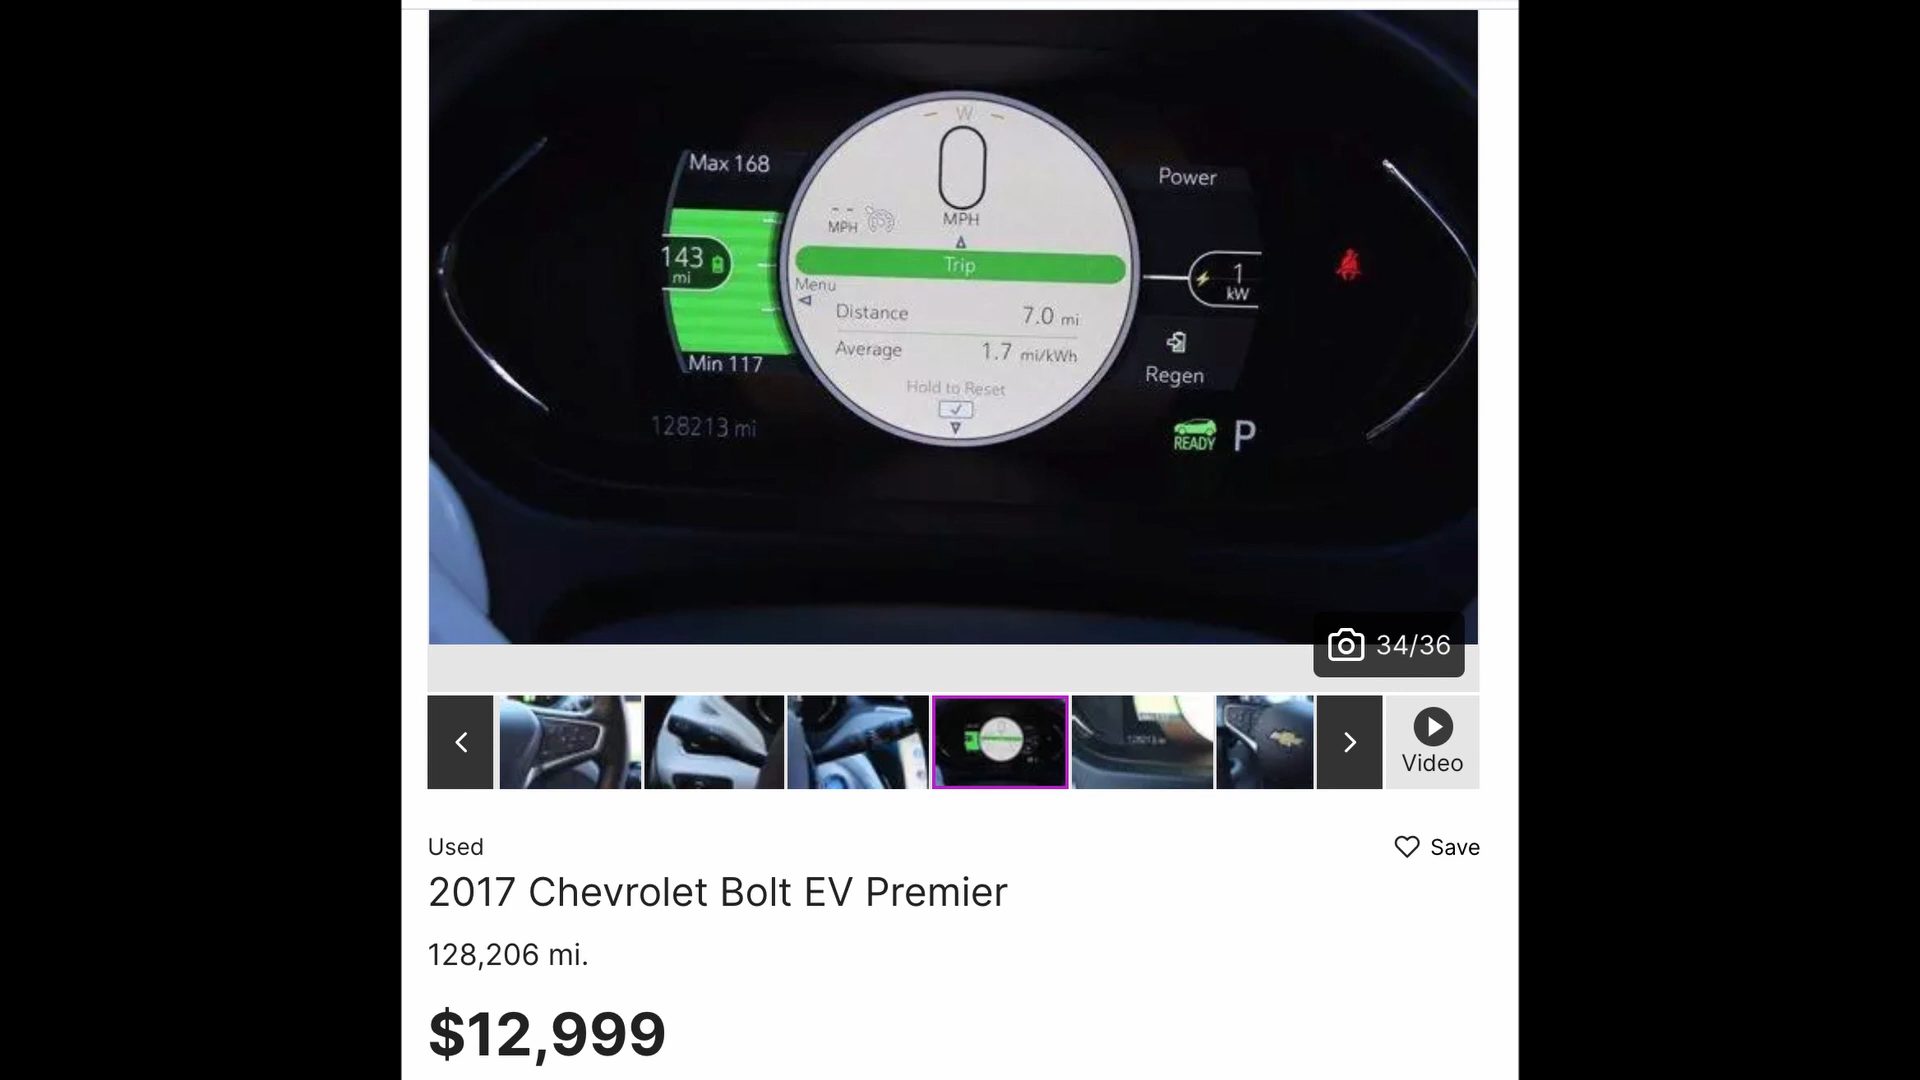 W
0
MPH
Max 168
-- MPH
143 mi
Min 117
128213 mi
Trip
Menu
Distance 7.0 mi
Average 1.7 mi/kWh
Hold to Reset
Power
1 kW
Regen
READY P
34/36
Video
Used
Save
2017 Chevrolet Bolt EV Premier
128,206 mi.
$12,999